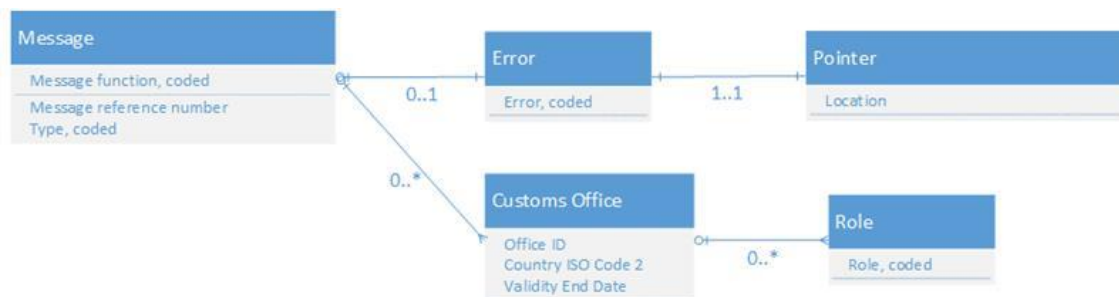 Message
Message function, coded
Message reference number
Type, coded
0..1
Error
Error, coded
1..1
Pointer
Location
0..*
Customs Office
Office ID
Country ISO Code 2
Validity End Date
0..*
Role
Role, coded